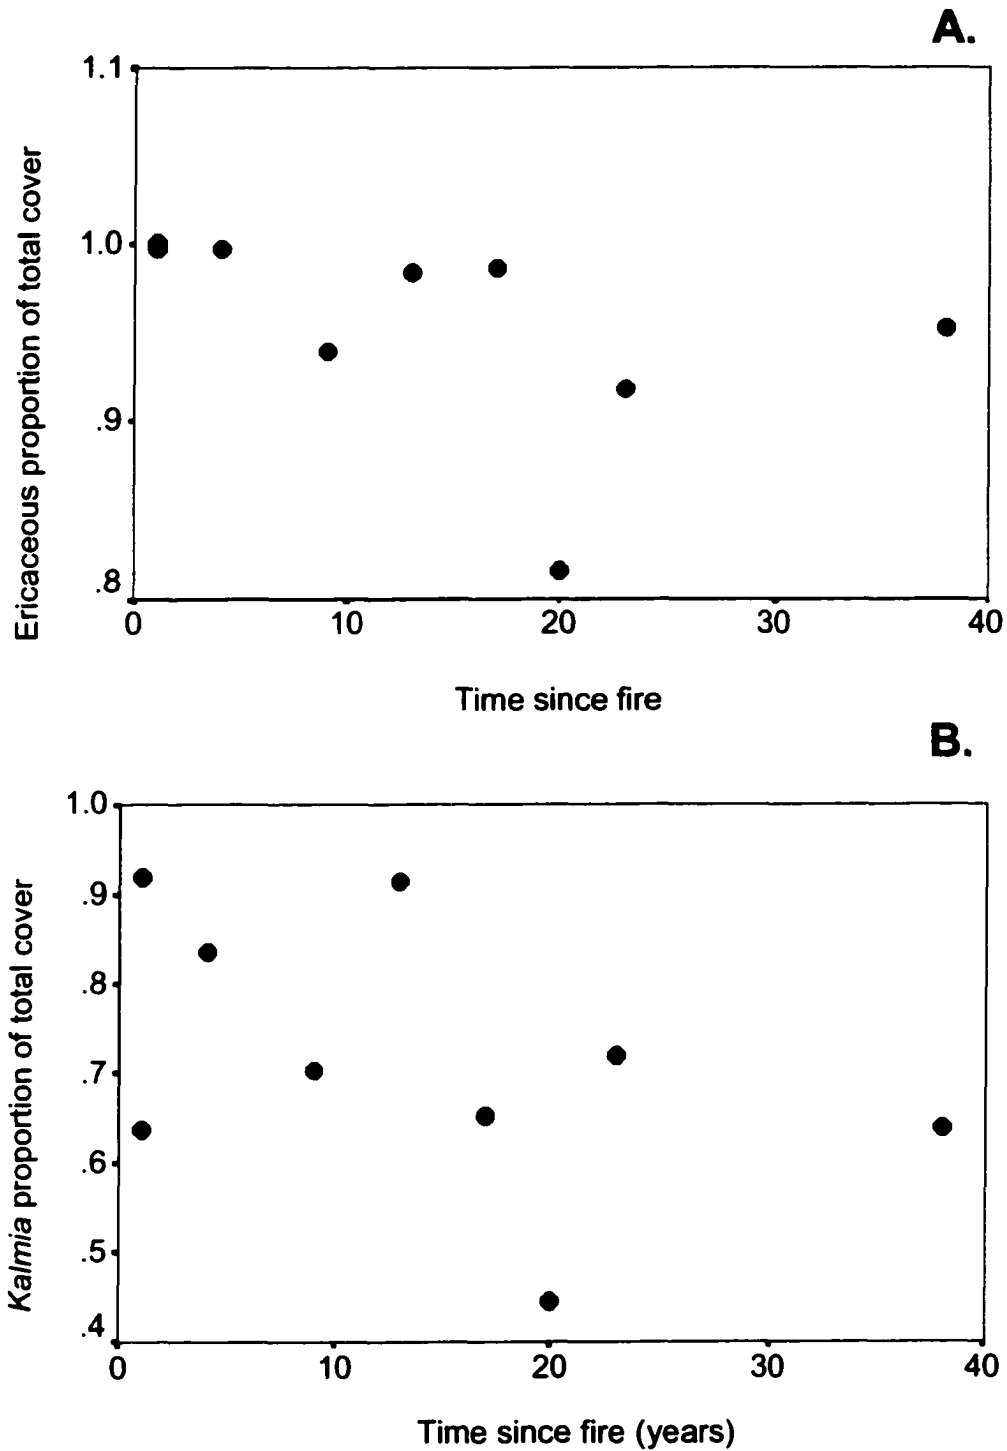 A.
1.1
1.0
.9
.8
0 10 20 30 40
Ericaceous proportion of total cover
Time since fire
B.
1.0
.9
.8
.7
.6
.5
.4
0 10 20 30 40
Kalmia proportion of total cover
Time since fire (years)